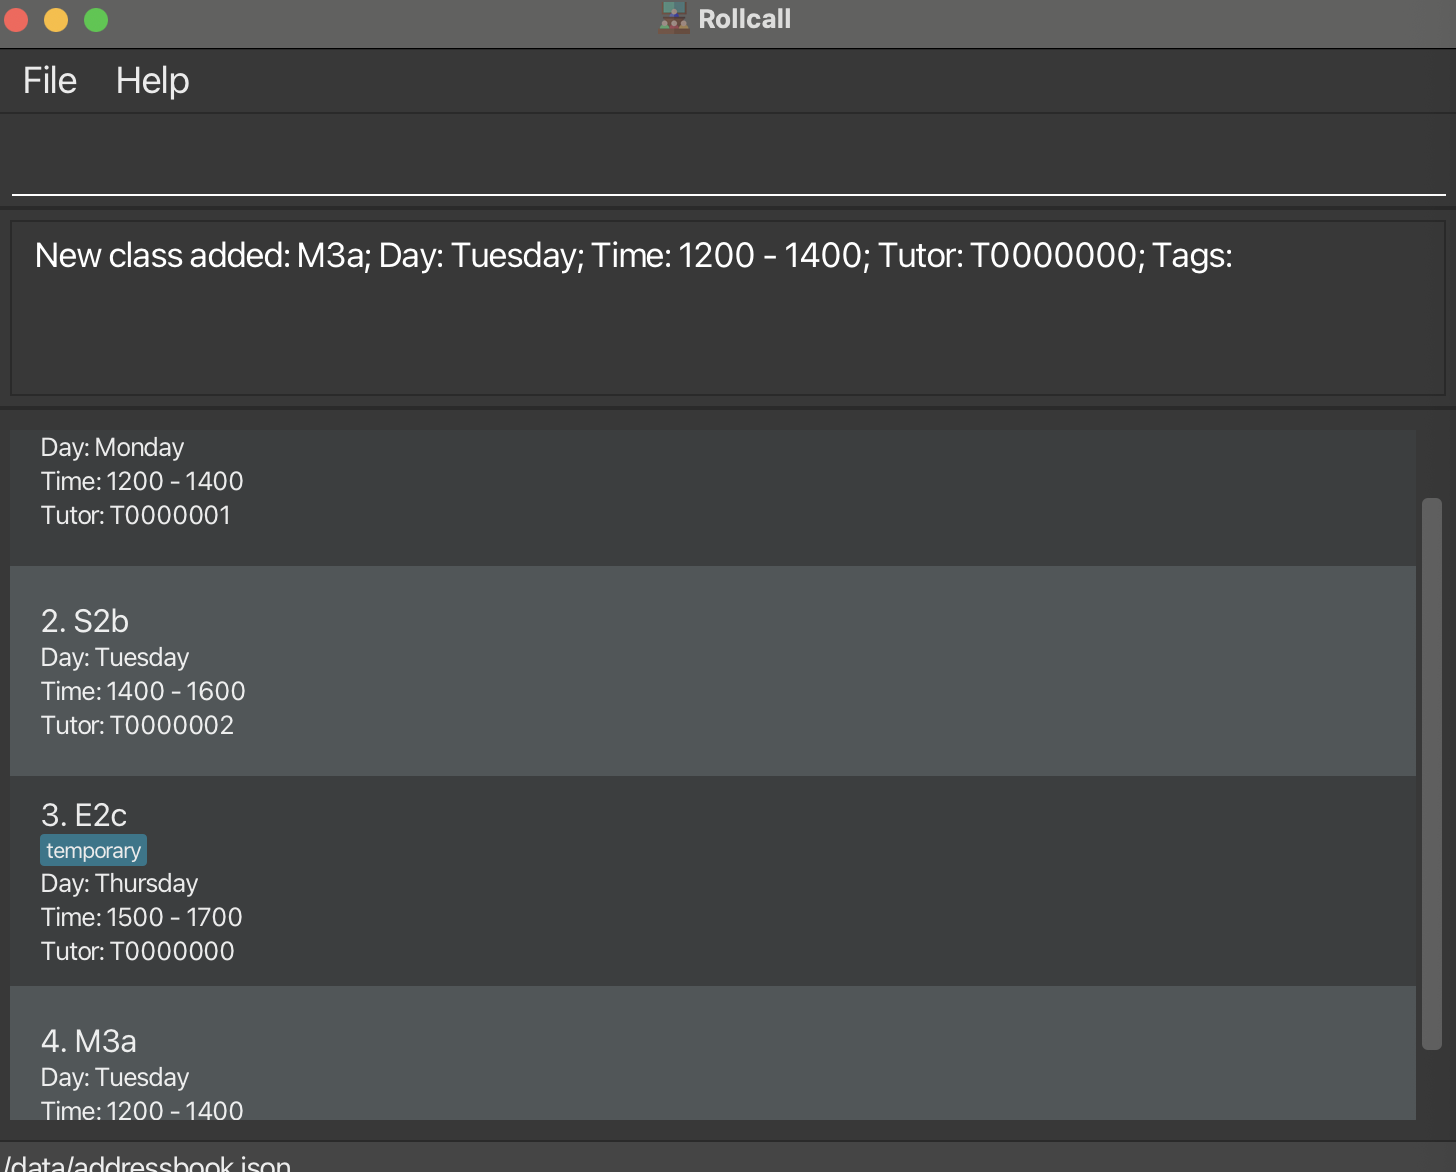 Rollcall
File Help
New class added: M3a; Day: Tuesday; Time: 1200 - 1400; Tutor: T0000000; Tags:
Day: Monday
Time: 1200 - 1400
Tutor: T0000001
2. S2b
Day: Tuesday
Time: 1400 - 1600
Tutor: T0000002
3. E2c
temporary
Day: Thursday
Time: 1500 - 1700
Tutor: T0000000
4. M3a
Day: Tuesday
Time: 1200 - 1400
/data/addressbook.json